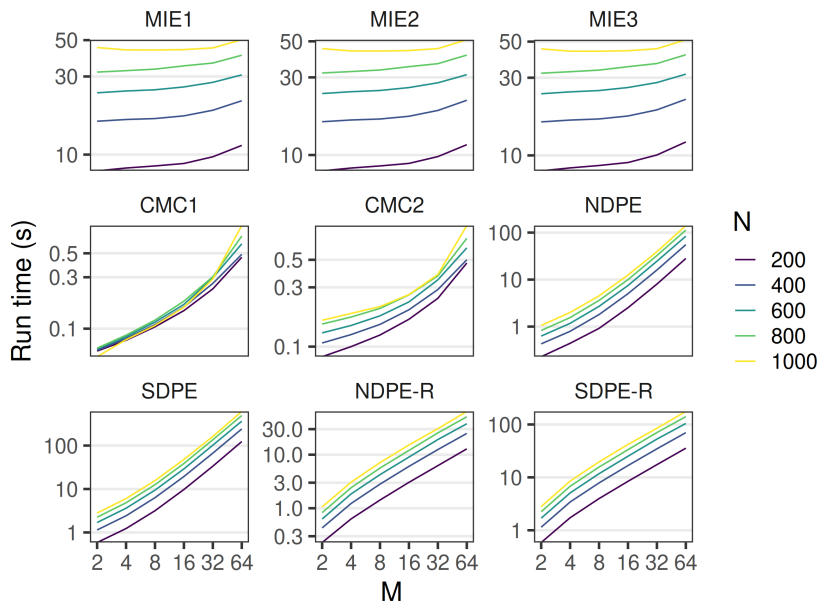 MIE1 MIE2 MIE3
50 50 50
30 30 30
10 10 10
CMC1 CMC2 NDPE
0.5 0.5 100
0.3 0.3 10
0.1 0.1 1
SDPE NDPE-R SDPE-R
100 30.0 100
10 10.0 10
1 3.0 1
1.0
0.3
2 4 8 16 32 64 2 4 8 16 32 64 2 4 8 16 32 64
M
Run time (s)
N
200
400
600
800
1000